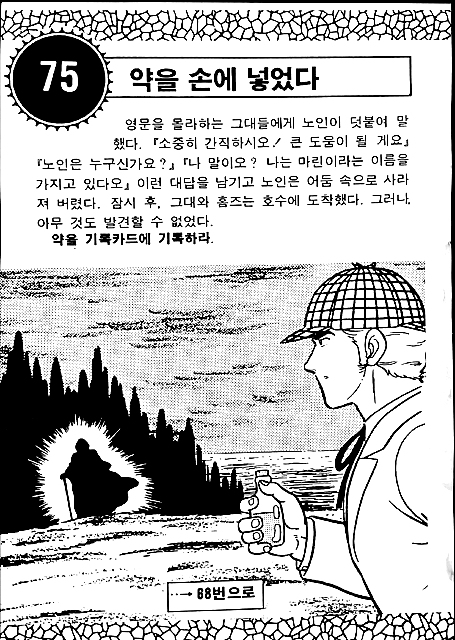 75
약을 손에 넣었다
영문을 몰라하는 그대들에게 노인이 덧붙여 말
했다. 『소중히 간직하시오! 큰 도움이 될 게요』
『노인은 누구신가요?』『나 말이오? 나는 마린이라는 이름을
가지고 있다오』 이런 대답을 남기고 노인은 어둠 속으로 사라
져 버렸다. 잠시 후, 그대와 홈즈는 호수에 도착했다. 그러나,
아무 것도 발견할 수 없었다.
약을 기록카드에 기록하라.
→ 68번으로